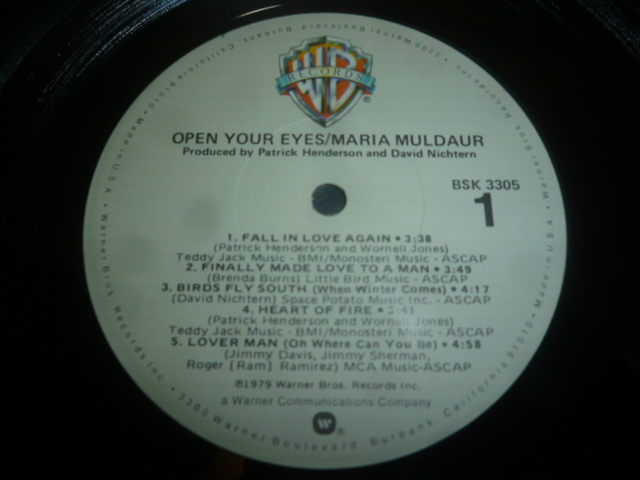 WB
RECORDS
®
OPEN YOUR EYES/MARIA MULDAUR
Produced by Patrick Henderson and David Nichtern
BSK 3305
1
1. FALL IN LOVE AGAIN • 3:38
(Patrick Henderson & Wornell Jones)
Teddy Jack Music - BMI/Monosteri Music - ASCAP
2. FINALLY MADE LOVE TO A MAN • 3:49
(Brenda Burns) Little Bird Music - ASCAP
3. BIRDS FLY SOUTH (When Winter Comes) • 4:17
(David Nichtern) Space Potato Music Inc. - ASCAP
4. HEART OF FIRE • 3:41
(Patrick Henderson and Wornell Jones)
Teddy Jack Music - BMI/Monosteri Music - ASCAP
5. LOVER MAN (Oh Where Can You Be) • 4:58
(Jimmy Davis, Jimmy Sherman,
Roger [Ram] Ramirez) MCA Music-ASCAP
©1979 Warner Bros. Records Inc.
a Warner Communications Company
W®
• 3300 Warner Boulevard, Burbank, California 91510 • Made in U.S.A.